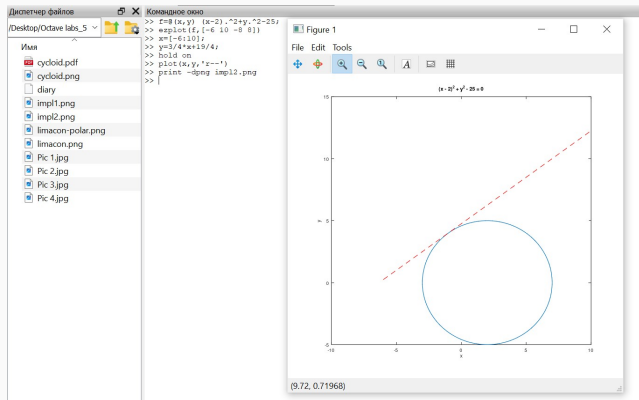 Диспетчер файлов
/Desktop/Octave labs_5
Имя
cycloid.pdf
cycloid.png
diary
impl1.png
impl2.png
limacon-polar.png
limacon.png
Pic 1.jpg
Pic 2.jpg
Pic 3.jpg
Pic 4.jpg
Командное окно
>> f=@(x,y) (x-2).^2+y.^2-25;
>> ezplot(f,[-6 10 -8 8])
>> x=[-6:10];
>> y=3/4*x+19/4;
>> hold on
>> plot(x,y,'r--')
>> print -dpng impl2.png
>>
Figure 1
File Edit Tools
A
(x - 2)² + y² - 25 = 0
15
10
y 5
0
-5
-10 -5 0 5 10
x
(9.72, 0.71968)